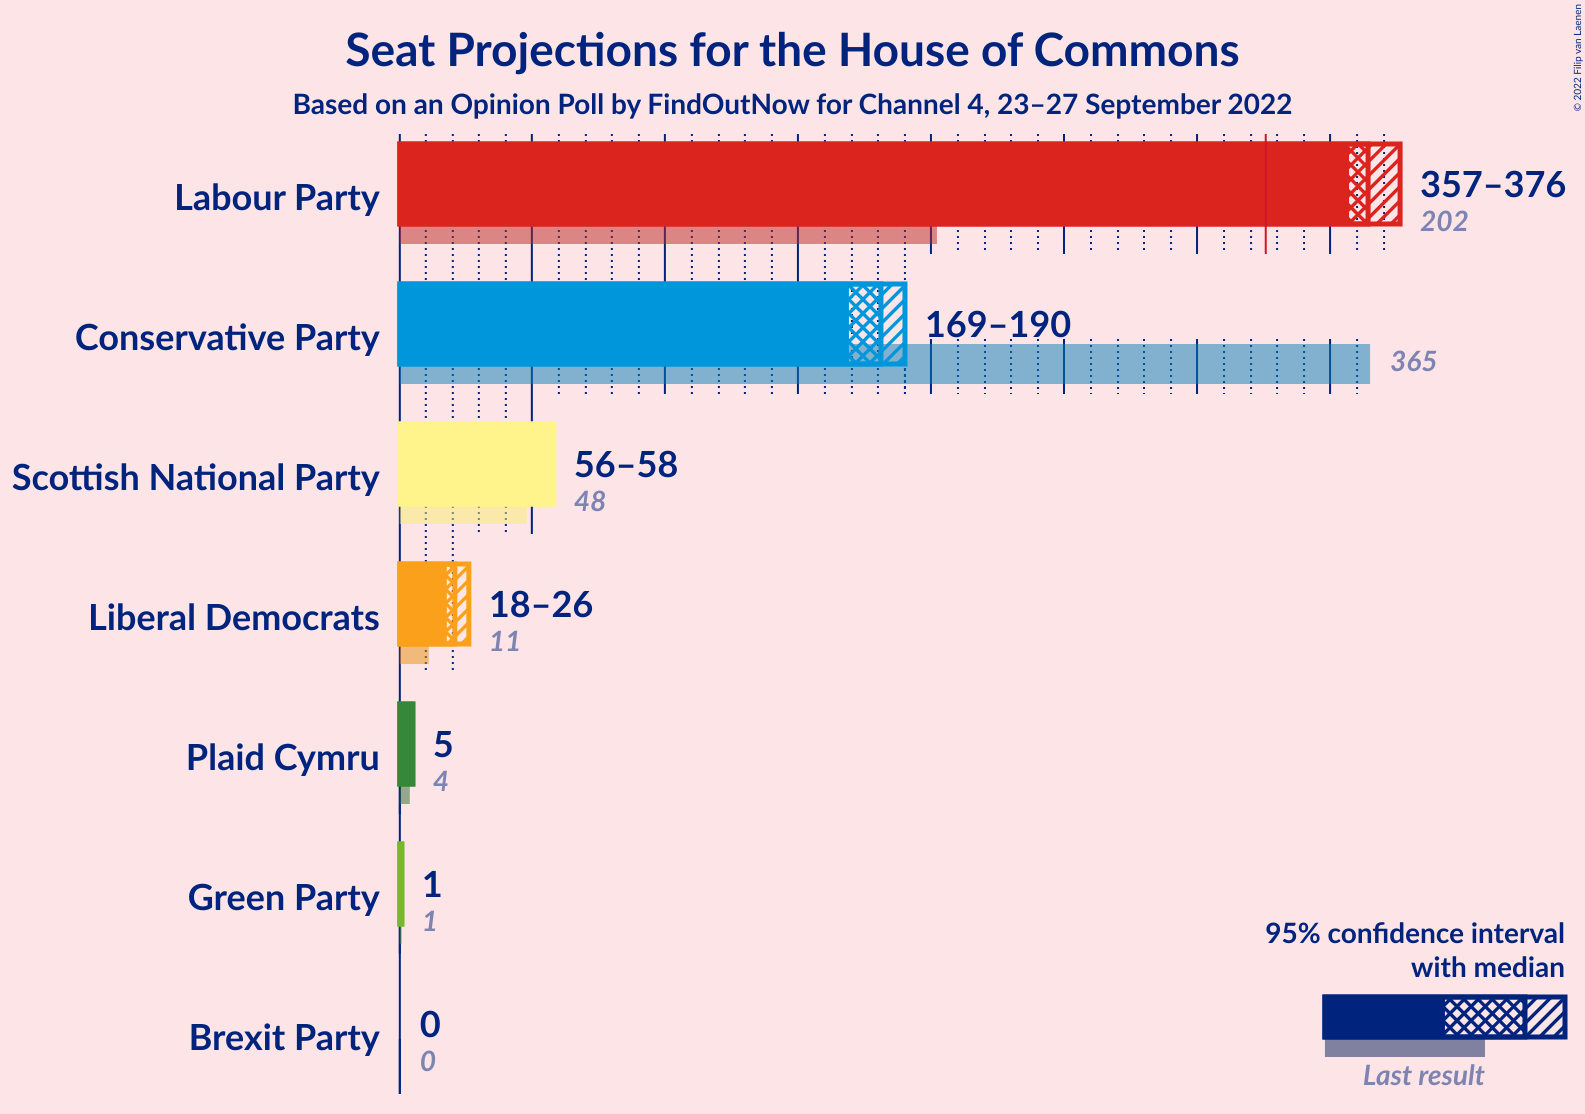 Seat Projections for the House of Commons
Based on an Opinion Poll by FindOutNow for Channel 4, 23–27 September 2022
© 2022 Filip van Laenen
Labour Party
357–376
202
Conservative Party
169–190
365
Scottish National Party
56–58
48
Liberal Democrats
18–26
11
Plaid Cymru
5
4
Green Party
1
1
Brexit Party
0
0
95% confidence interval
with median
Last result